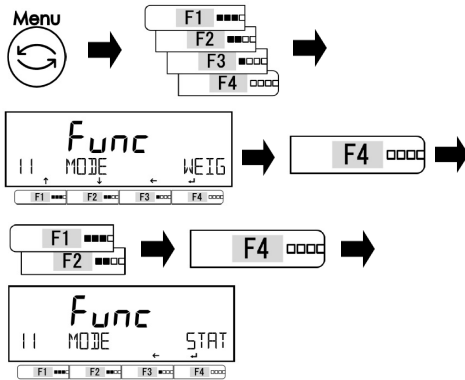 Menu
F1
F2
F3
F4
Func
11 MODE WEIG
F1 F2 F3 F4
F4
F1
F2
F4
Func
11 MODE STAT
F1 F2 F3 F4